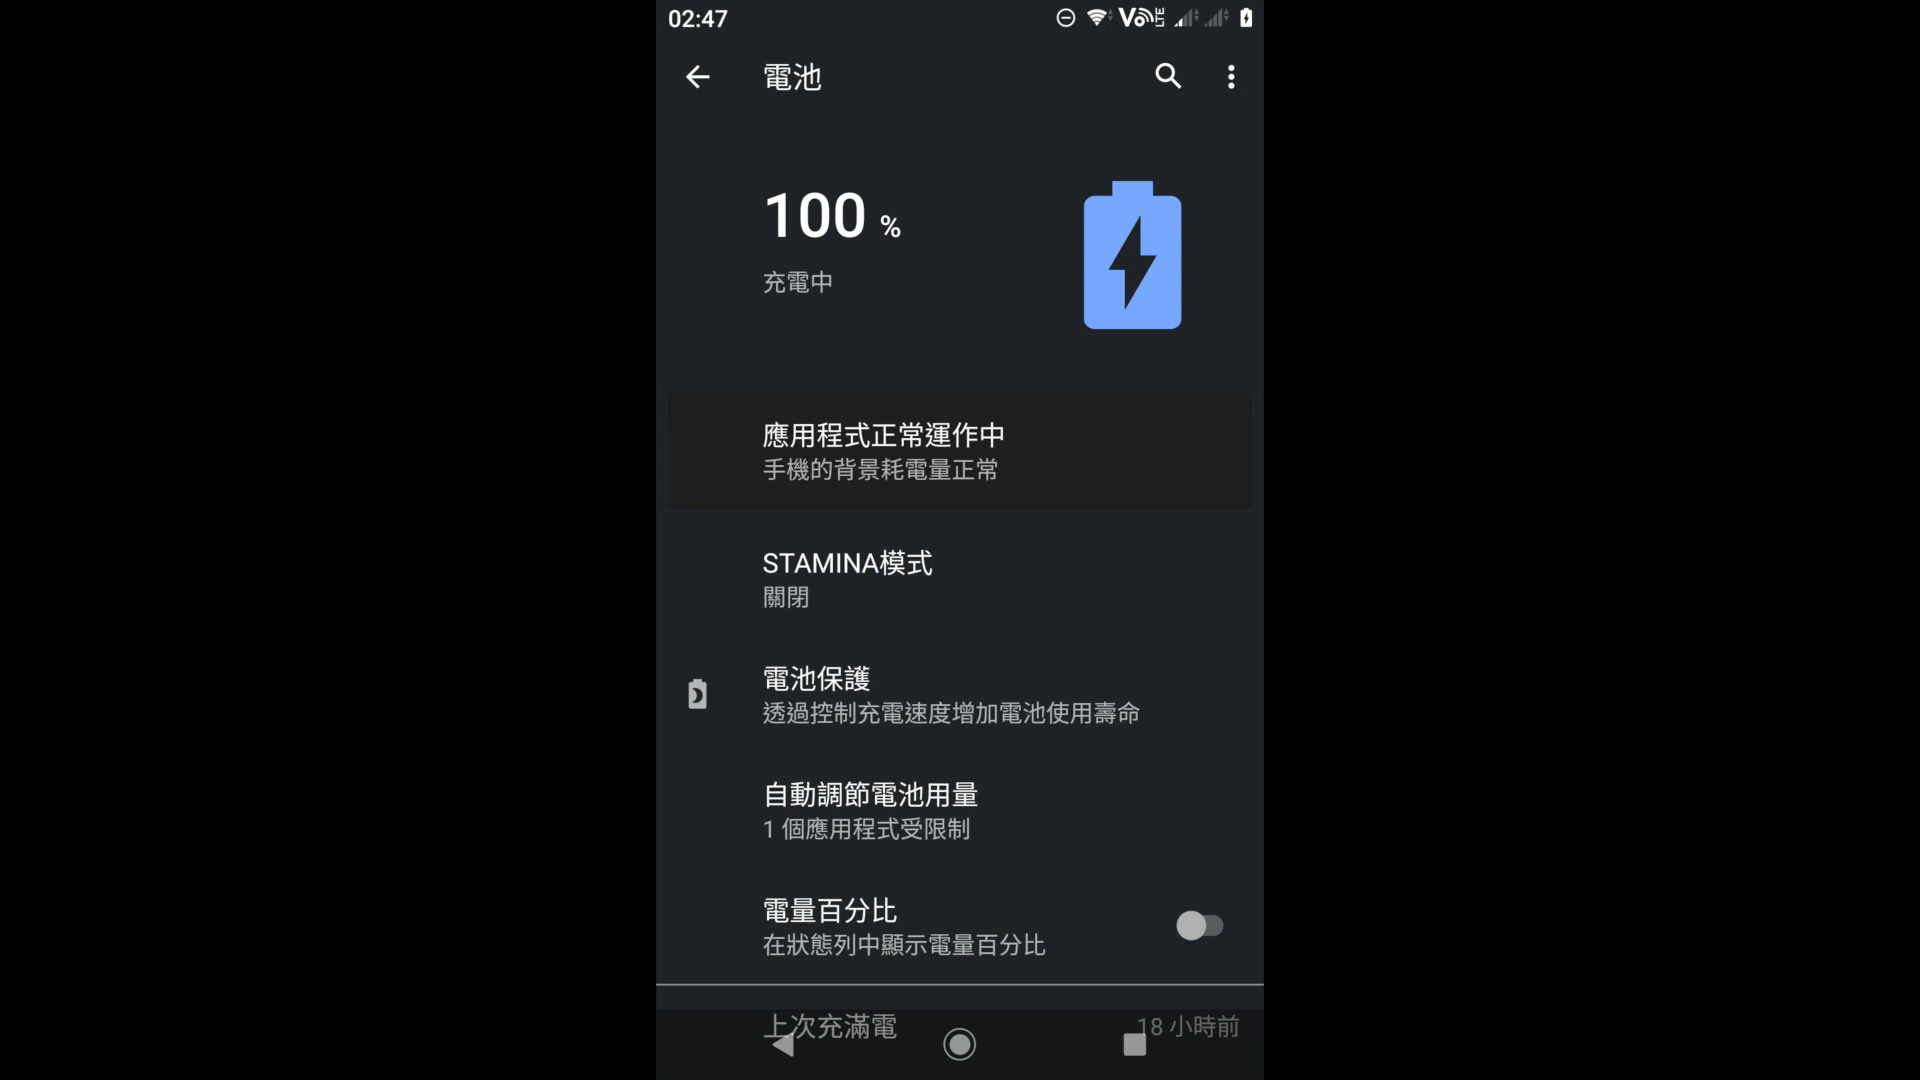 02:47
VoLTE
電池
100 %
充電中
應用程式正常運作中
手機的背景耗電量正常
STAMINA模式
關閉
電池保護
透過控制充電速度增加電池使用壽命
自動調節電池用量
1 個應用程式受限制
電量百分比
在狀態列中顯示電量百分比
上次充滿電
18 小時前